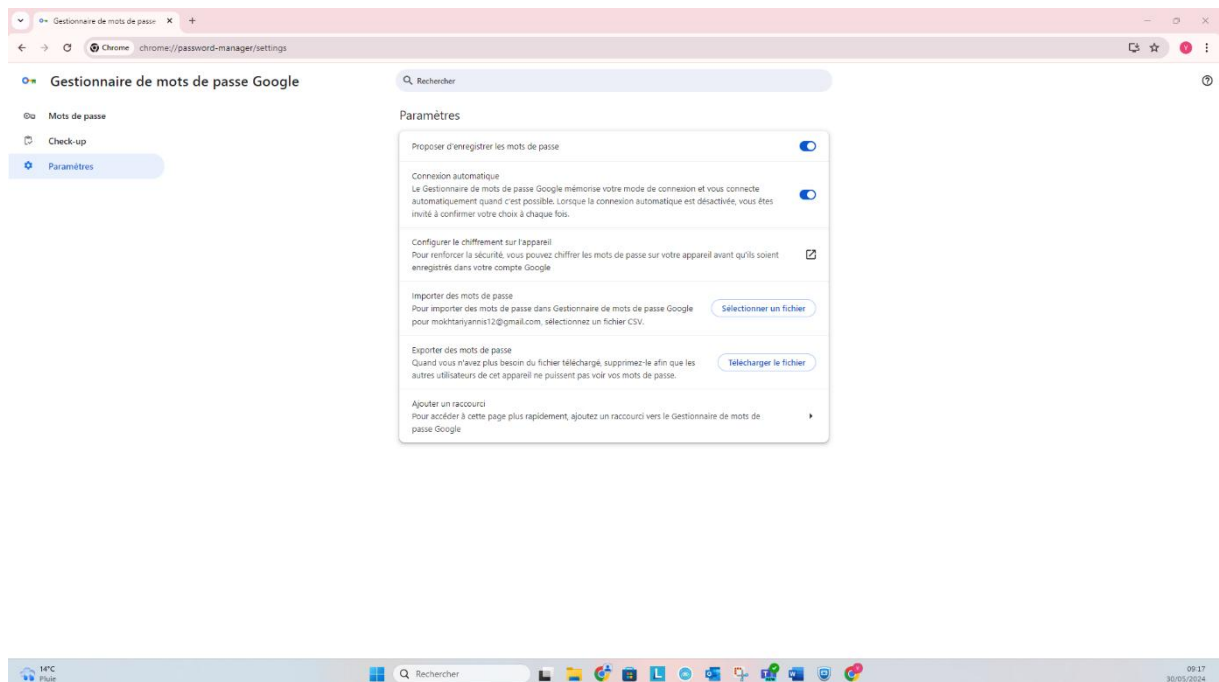 Gestionnaire de mots de passe
Chrome chrome://password-manager/settings
Y
Gestionnaire de mots de passe Google
Rechercher
Mots de passe
Check-up
Paramètres
Paramètres
Proposer d'enregistrer les mots de passe
Connexion automatique
Le Gestionnaire de mots de passe Google mémorise votre mode de connexion et vous connecte
automatiquement quand c'est possible. Lorsque la connexion automatique est désactivée, vous êtes
invité à confirmer votre choix à chaque fois.
Configurer le chiffrement sur l'appareil
Pour renforcer la sécurité, vous pouvez chiffrer les mots de passe sur votre appareil avant qu'ils soient
enregistrés dans votre compte Google
Importer des mots de passe
Pour importer des mots de passe dans Gestionnaire de mots de passe Google
pour mokhtariyannis12@gmail.com, sélectionnez un fichier CSV.
Sélectionner un fichier
Exporter des mots de passe
Quand vous n'avez plus besoin du fichier téléchargé, supprimez-le afin que les
autres utilisateurs de cet appareil ne puissent pas voir vos mots de passe.
Télécharger le fichier
Ajouter un raccourci
Pour accéder à cette page plus rapidement, ajoutez un raccourci vers le Gestionnaire de mots de
passe Google
14°C
Pluie
Rechercher
L
09:17
30/05/2024